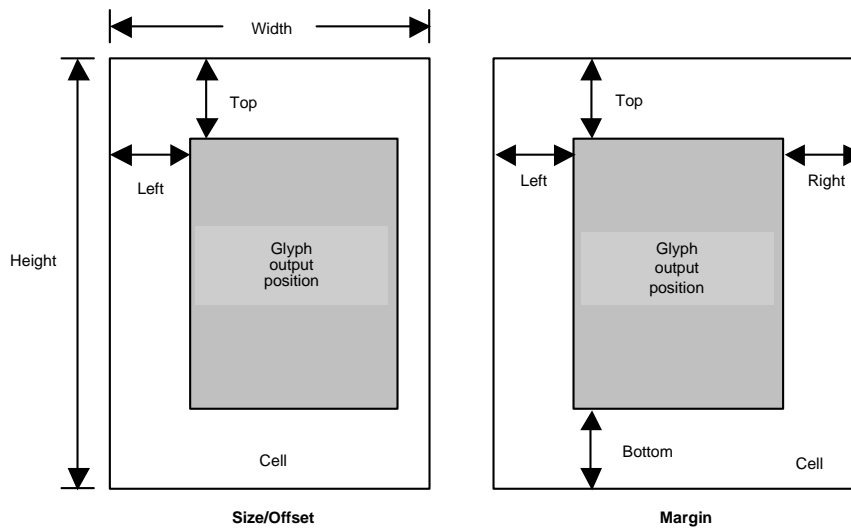 Width
Top
Left
Height
Glyph
output
position
Cell
Size/Offset
Top
Left
Right
Glyph
output
position
Bottom
Cell
Margin